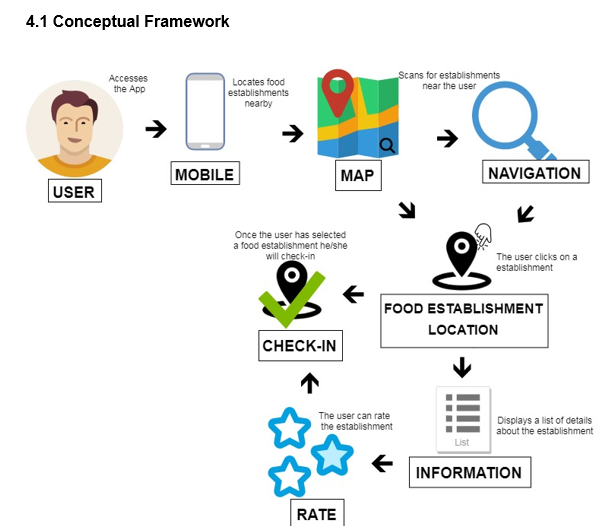 4.1 Conceptual Framework
Accesses
the App
Locates food
establishments
nearby
Scans for establishments
near the user
USER
MOBILE
MAP
NAVIGATION
Once the user has selected
a food establishment he/she
will check-in
The user clicks on a
establishment
CHECK-IN
FOOD ESTABLISHMENT
LOCATION
The user can rate
the establishment
List
Displays a list of details
about the establishment
RATE
INFORMATION